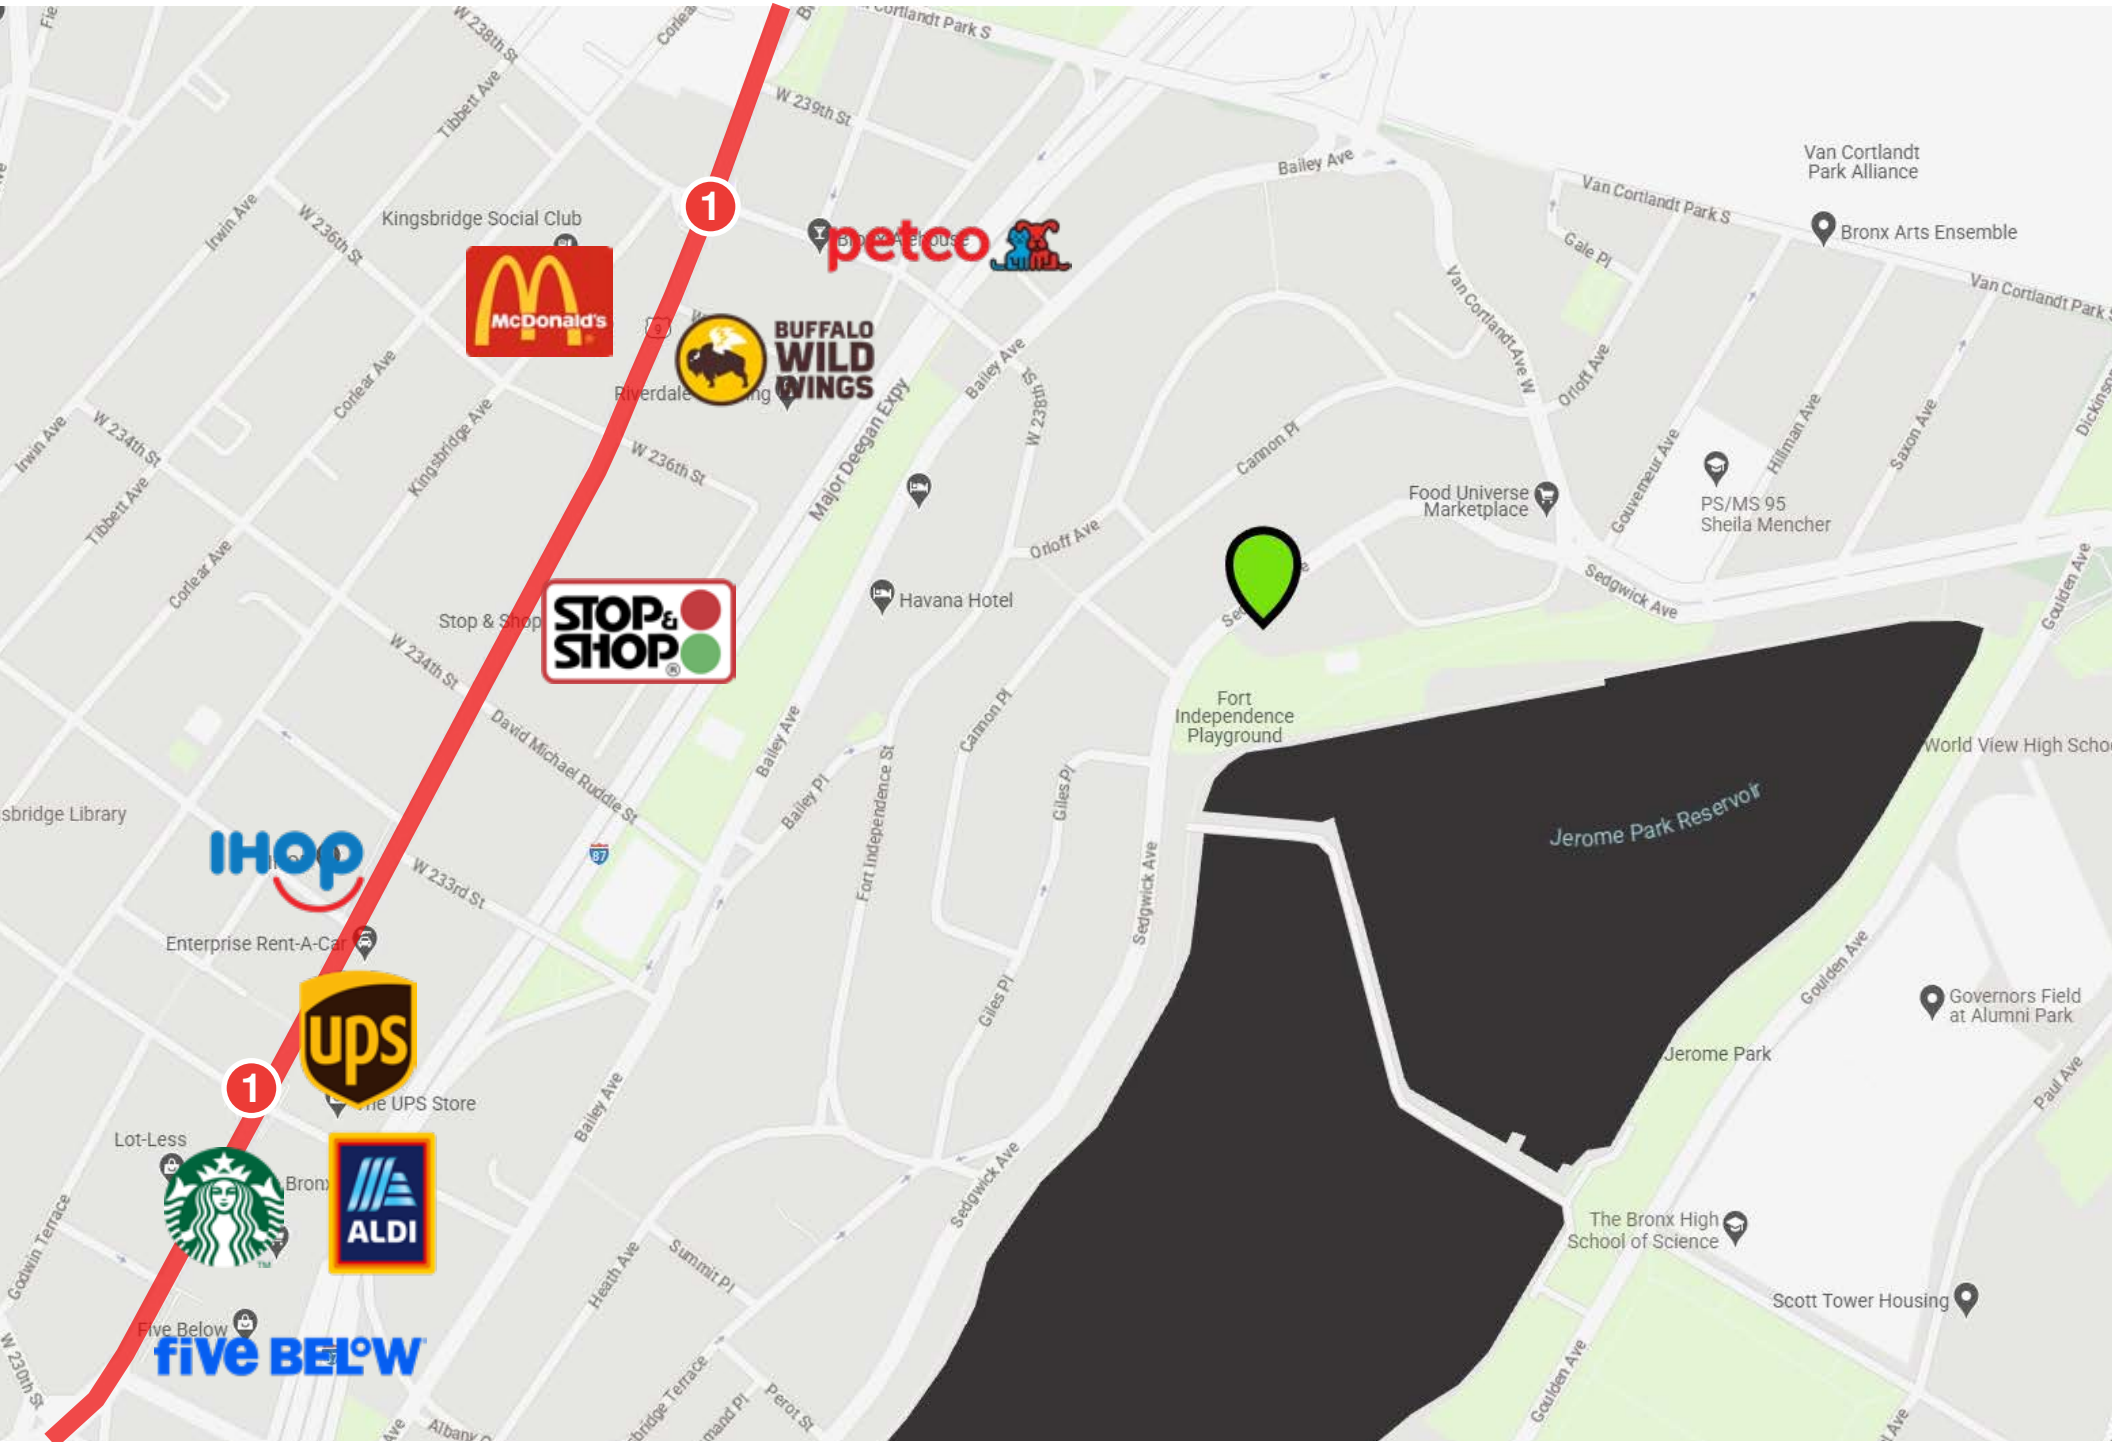 W 238th St
Tibbett Ave
W 239th St
Cortlandt Park S
Bailey Ave
Van Cortlandt
Park Alliance
Van Cortlandt Park S
Bronx Arts Ensemble
Gale Pl
Van Cortlandt Park S
Irwin Ave
W 236th St
Kingsbridge Social Club
1
petco
McDonald's
9
BUFFALO
WILD
WINGS
Riverdale
Major Deegan Expy
Bailey Ave
W 238th St
Van Cortlandt Ave W
Orloff Ave
Corlear Ave
Kingsbridge Ave
W 236th St
Irwin Ave
W 234th St
Tibbett Ave
Cannon Pl
Food Universe
Marketplace
Gouverneur Ave
Hillman Ave
Saxon Ave
PS/MS 95
Sheila Mencher
Orloff Ave
Corlear Ave
Havana Hotel
Sedgwick Ave
Goulden Ave
Stop & Shop
STOP&
SHOP®
W 234th St
David Michael Ruddle St
Bailey Ave
Cannon Pl
Fort
Independence
Playground
World View High Schoo
Bailey Pl
Fort Independence St
Giles Pl
Jerome Park Reservoir
sbridge Library
IHOP
87
W 233rd St
Sedgwick Ave
Enterprise Rent-A-Car
Giles Pl
Goulden Ave
Governors Field
at Alumni Park
ups
Jerome Park
1
The UPS Store
Bailey Ave
Paul Ave
Lot-Less
Bronx
ALDI
Sedgwick Ave
Godwin Terrace
Heath Ave
Summit Pl
The Bronx High
School of Science
Scott Tower Housing
Five Below
five BEL°W
W 230th St
Perot St
Goulden Ave